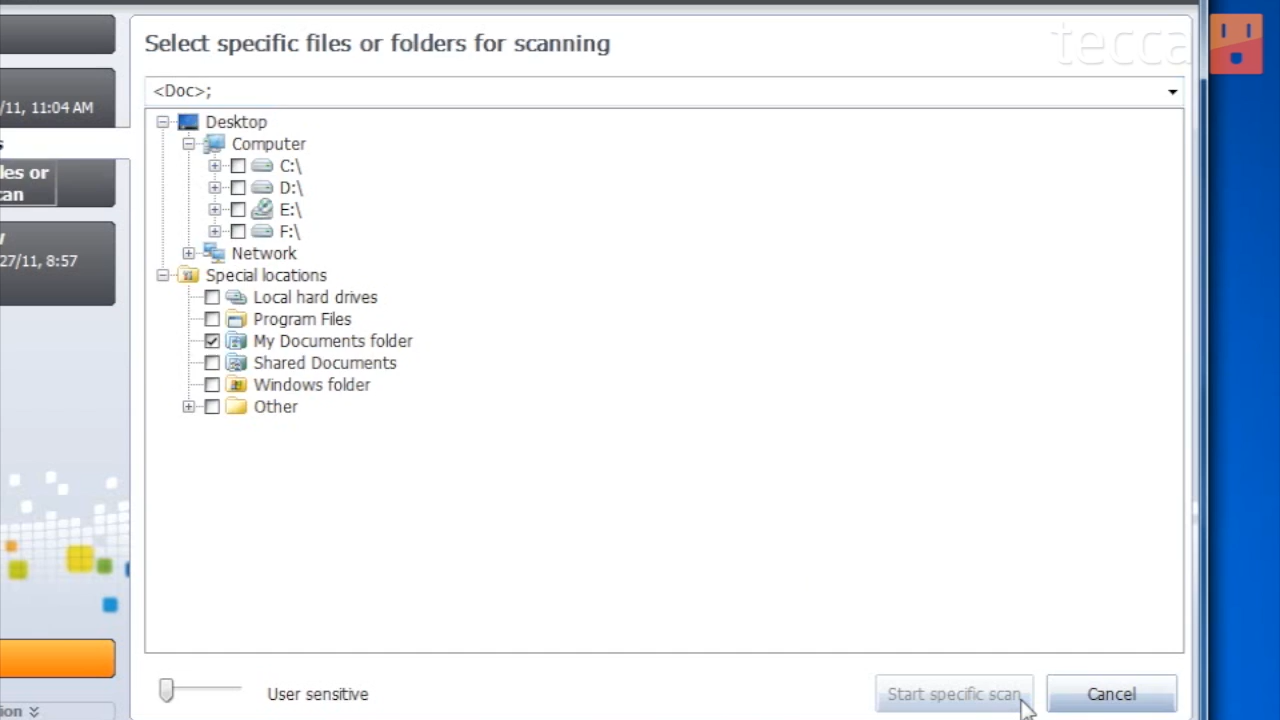 Select specific files or folders for scanning
tecca
/11, 11:04 AM
<Doc>;
Desktop
Computer
C:\
les or
can
D:\
E:\
F:\
27/11, 8:57
Network
Special locations
Local hard drives
Program Files
My Documents folder
Shared Documents
Windows folder
Other
User sensitive
Start specific scan
Cancel
ion